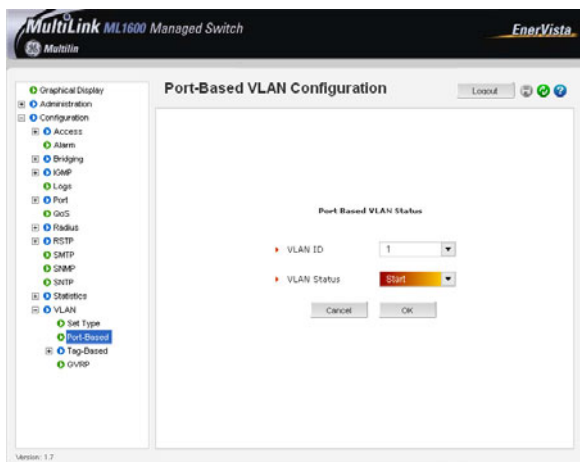 MultiLink ML1600 Managed Switch
EnerVista
Multilin
Port-Based VLAN Configuration
Logout
Graphical Display
Administration
Configuration
Access
Alarm
Bridging
IGMP
Logs
Port
QoS
Radius
RSTP
SMTP
SNMP
SNTP
Statistics
VLAN
Set Type
Port-Based
Tag-Based
GVRP
Port Based VLAN Status
VLAN ID 1
VLAN Status Start
Cancel OK
Version: 1.7